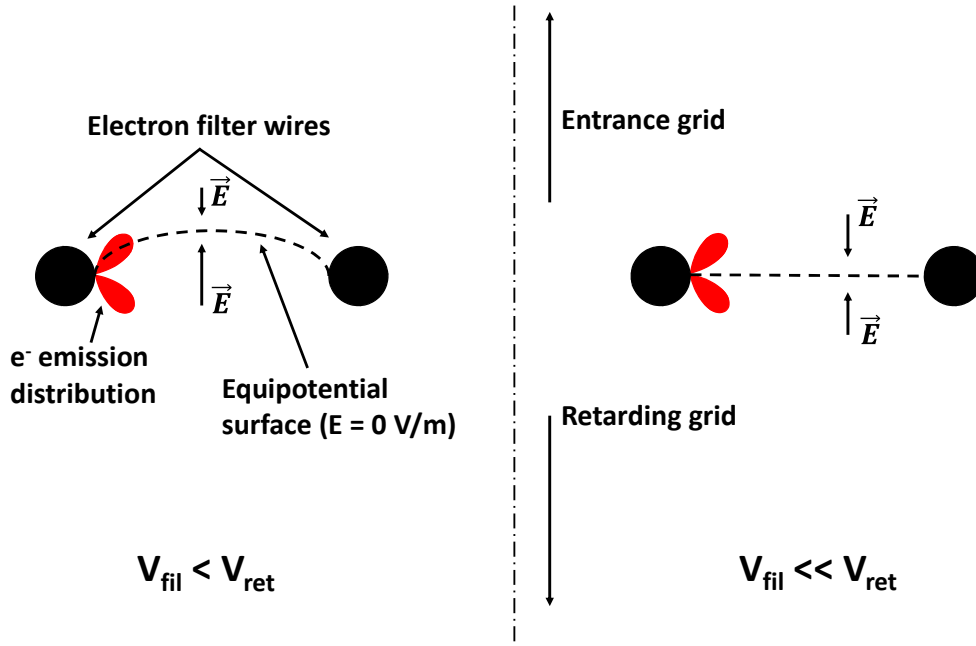 Electron filter wires
E⃗
E⃗
e⁻ emission
distribution
Equipotential
surface (E = 0 V/m)
V_fil < V_ret
Entrance grid
E⃗
E⃗
Retarding grid
V_fil << V_ret